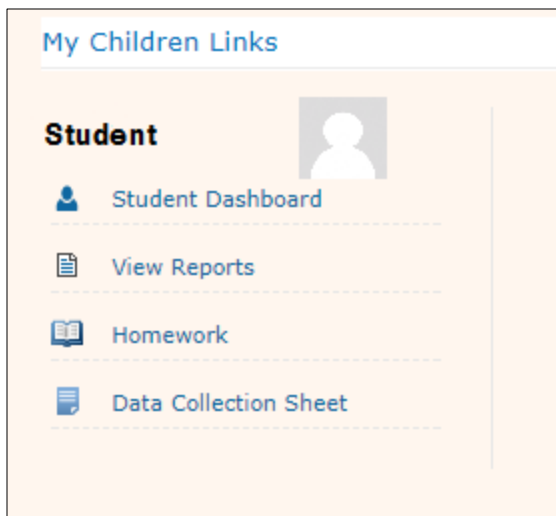 My Children Links
Student
Student Dashboard
View Reports
Homework
Data Collection Sheet